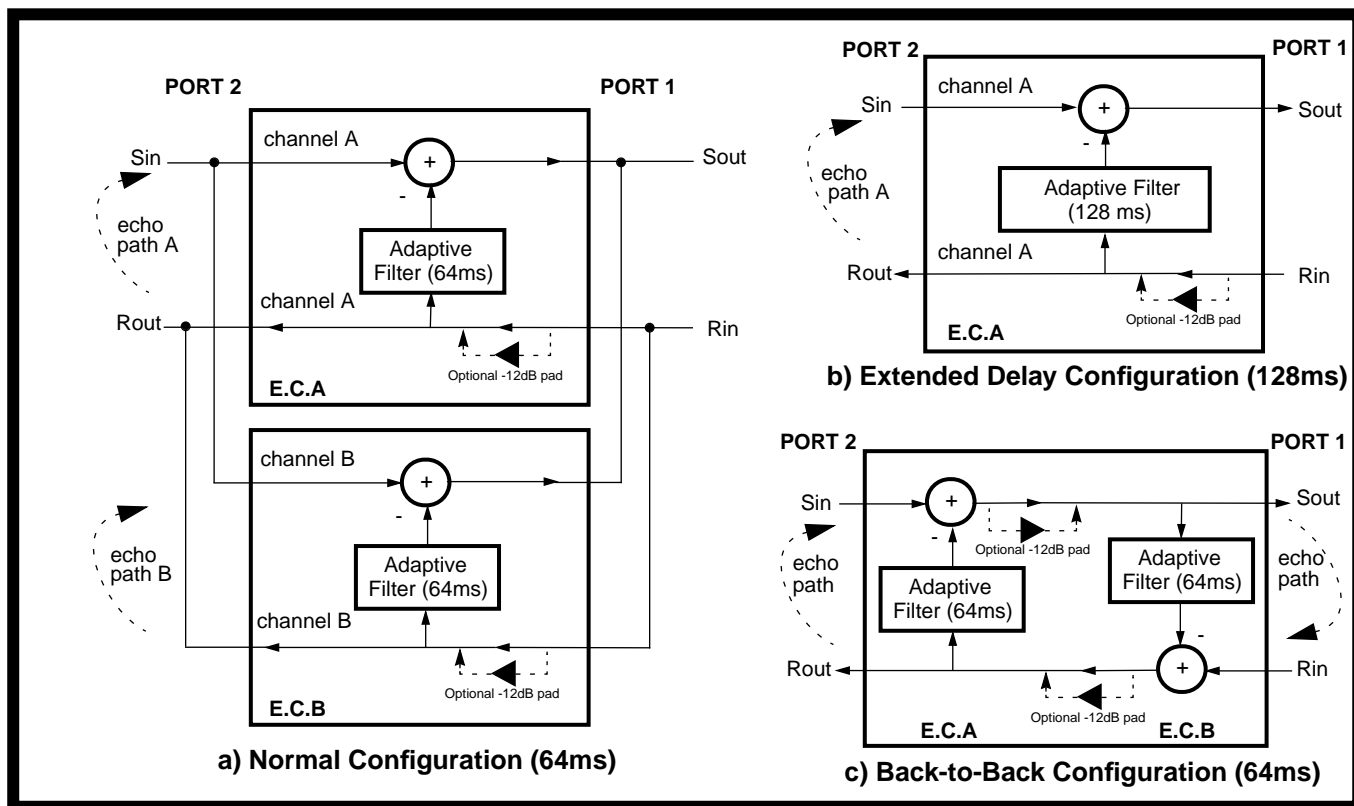 PORT 2
PORT 1
channel A
Sin
+
Sout
-
echo
path A
Adaptive
Filter (64ms)
channel A
Rout
Rin
Optional -12dB pad
E.C.A
channel B
+
-
echo
path B
Adaptive
Filter (64ms)
channel B
Optional -12dB pad
E.C.B
a) Normal Configuration (64ms)
PORT 2
PORT 1
channel A
Sin
+
Sout
-
echo
path A
Adaptive Filter
(128 ms)
channel A
Rout
Rin
Optional -12dB pad
E.C.A
b) Extended Delay Configuration (128ms)
PORT 2
PORT 1
Sin
+
Sout
-
Optional -12dB pad
echo
path
Adaptive
Filter (64ms)
Adaptive
Filter (64ms)
echo
path
-
Rout
+
Rin
Optional -12dB pad
E.C.A
E.C.B
c) Back-to-Back Configuration (64ms)